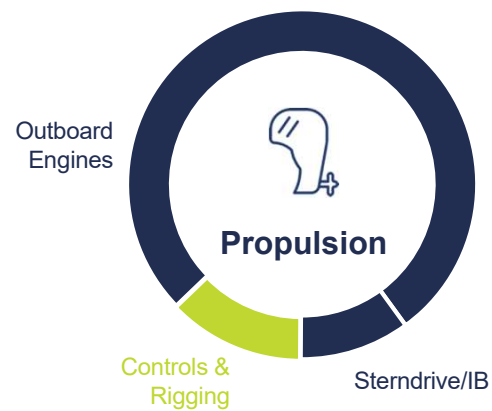 Outboard
Engines
Propulsion
Controls &
Rigging
Sterndrive/IB